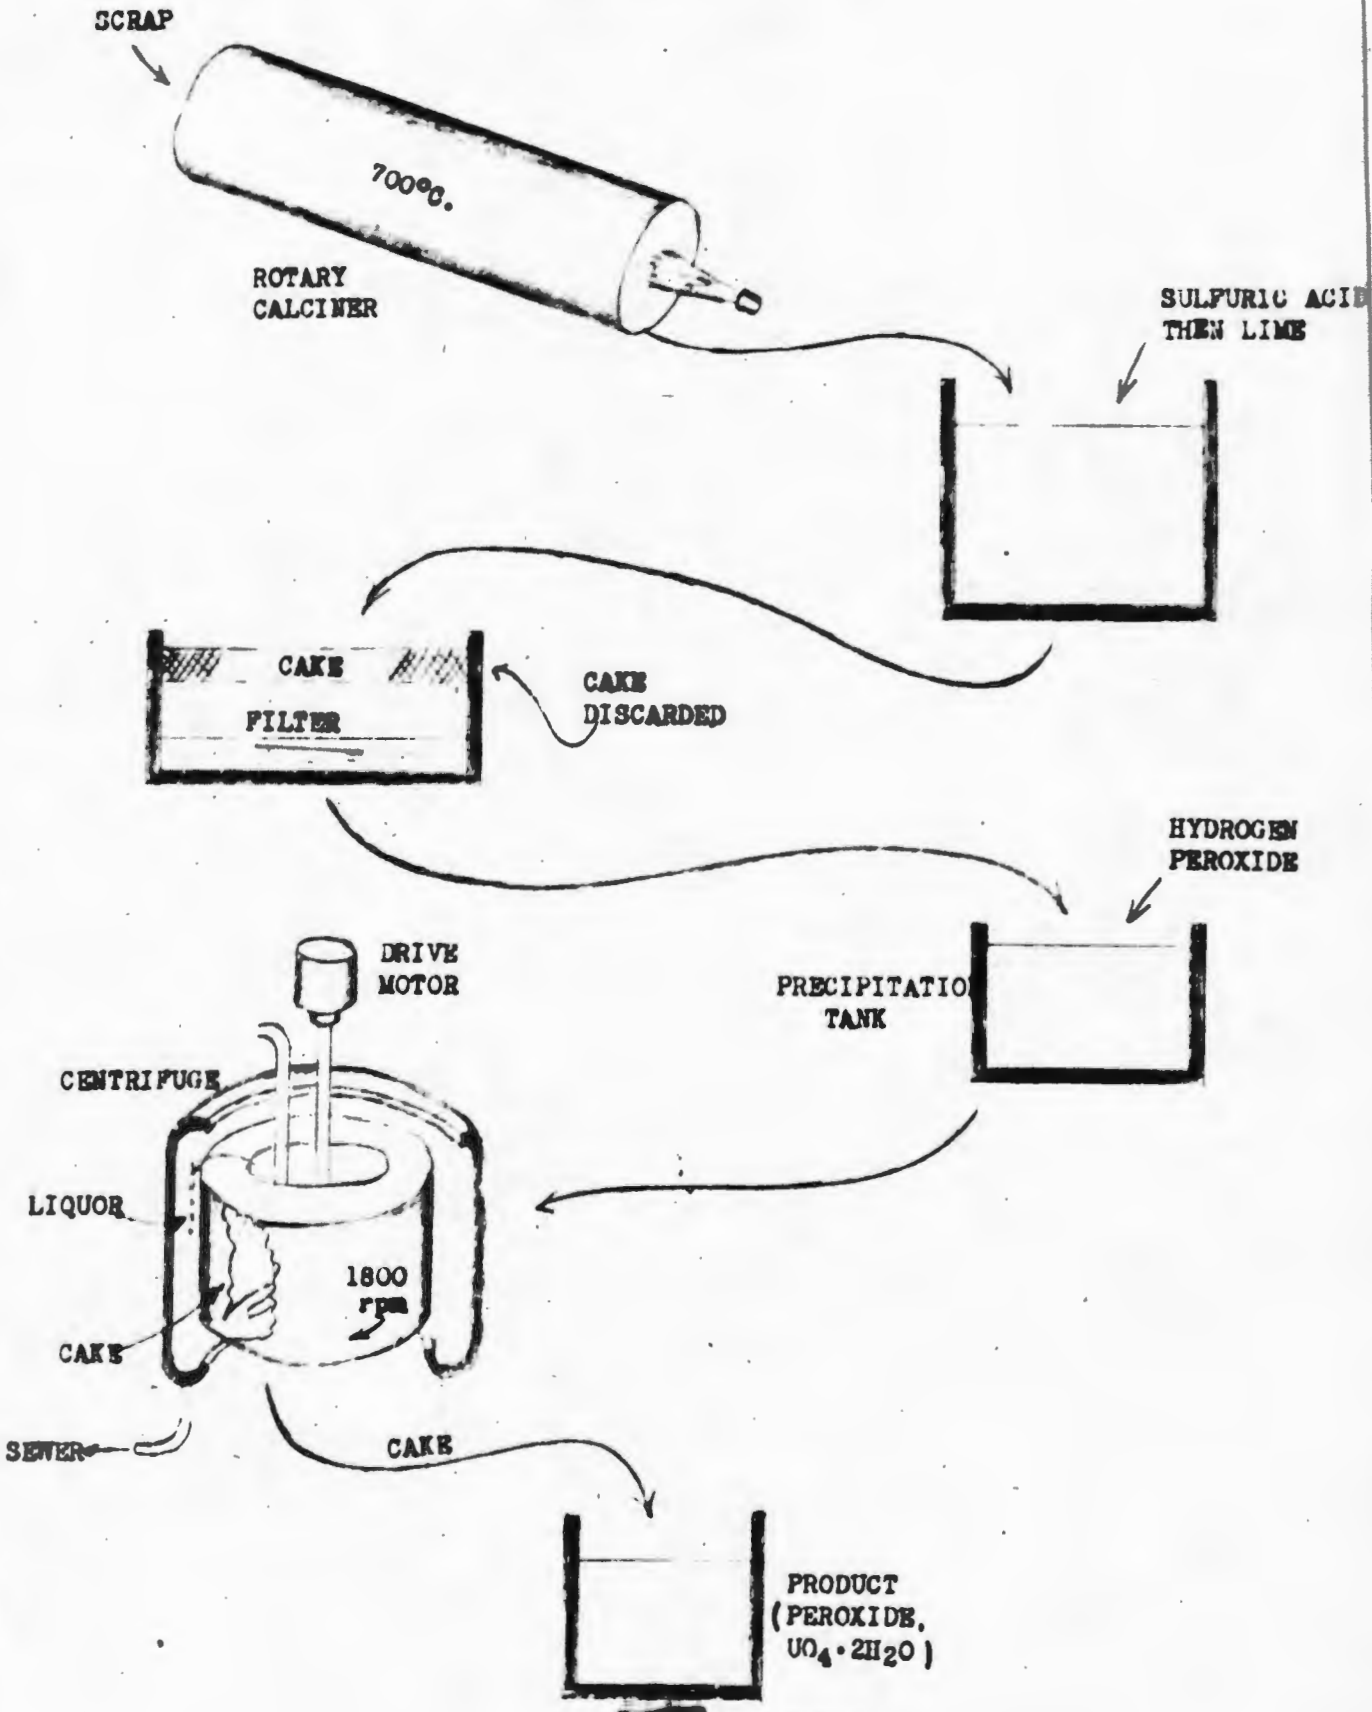 SCRAP
700°C.
ROTARY
CALCINER
SULFURIC ACID
THEN LIME
CAKE
FILTER
CAKE
DISCARDED
HYDROGEN
PEROXIDE
PRECIPITATION
TANK
DRIVE
MOTOR
CENTRIFUGE
LIQUOR
1800
rpm
CAKE
SEWER
CAKE
PRODUCT
(PEROXIDE,
UO₄·2H₂O)